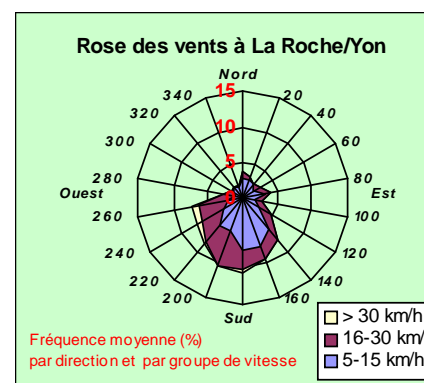 Rose des vents à La Roche/Yon
Nord
340
20
320
40
300
60
280
80
Ouest
Est
260
100
240
120
220
140
200
160
Sud
15
10
5
0
Fréquence moyenne (%)
par direction et par groupe de vitesse
> 30 km/h
16-30 km/
5-15 km/h